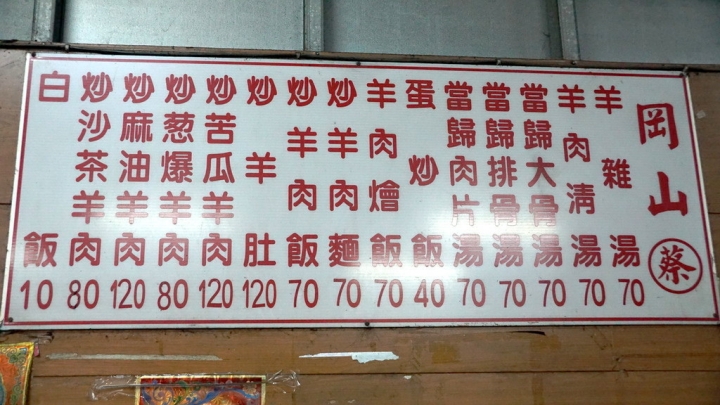 岡山
蔡
羊雜湯 70
羊肉清湯 70
當歸大骨湯 70
當歸排骨湯 70
當歸肉片湯 70
蛋炒飯 40
羊肉燴飯 70
炒羊肉麵 70
炒羊肉飯 70
炒羊肚 120
炒苦瓜羊肉 120
炒葱爆羊肉 80
炒麻油羊肉 120
炒沙茶羊肉 80
白飯 10